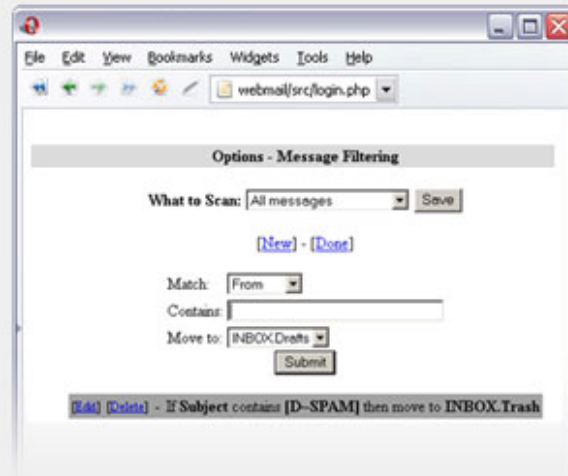 File Edit View Bookmarks Widgets Tools Help
webmail/src/login.php
Options - Message Filtering
What to Scan: All messages Save
[New] - [Done]
Match: From
Contains:
Move to: INBOX.Drafts
Submit
[Edit] [Delete] - If Subject contains [D--SPAM] then move to INBOX.Trash